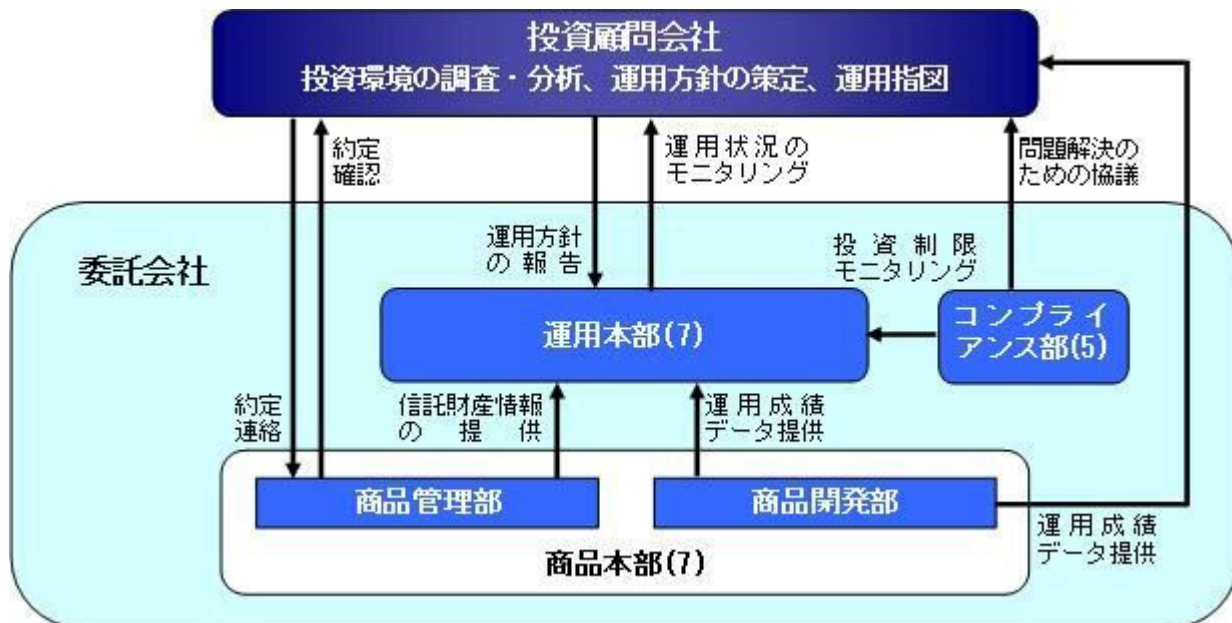 投資顧問会社
投資環境の調査・分析、運用方針の策定、運用指図
約定
確認
運用状況の
モニタリング
問題解決の
ための協議
運用方針
の報告
投資制限
モニタリング
委託会社
運用本部(7)
コンプライ
アンス部(5)
約定
連絡
信託財産情報
の提供
運用成績
データ提供
商品管理部
商品開発部
運用成績
データ提供
商品本部(7)